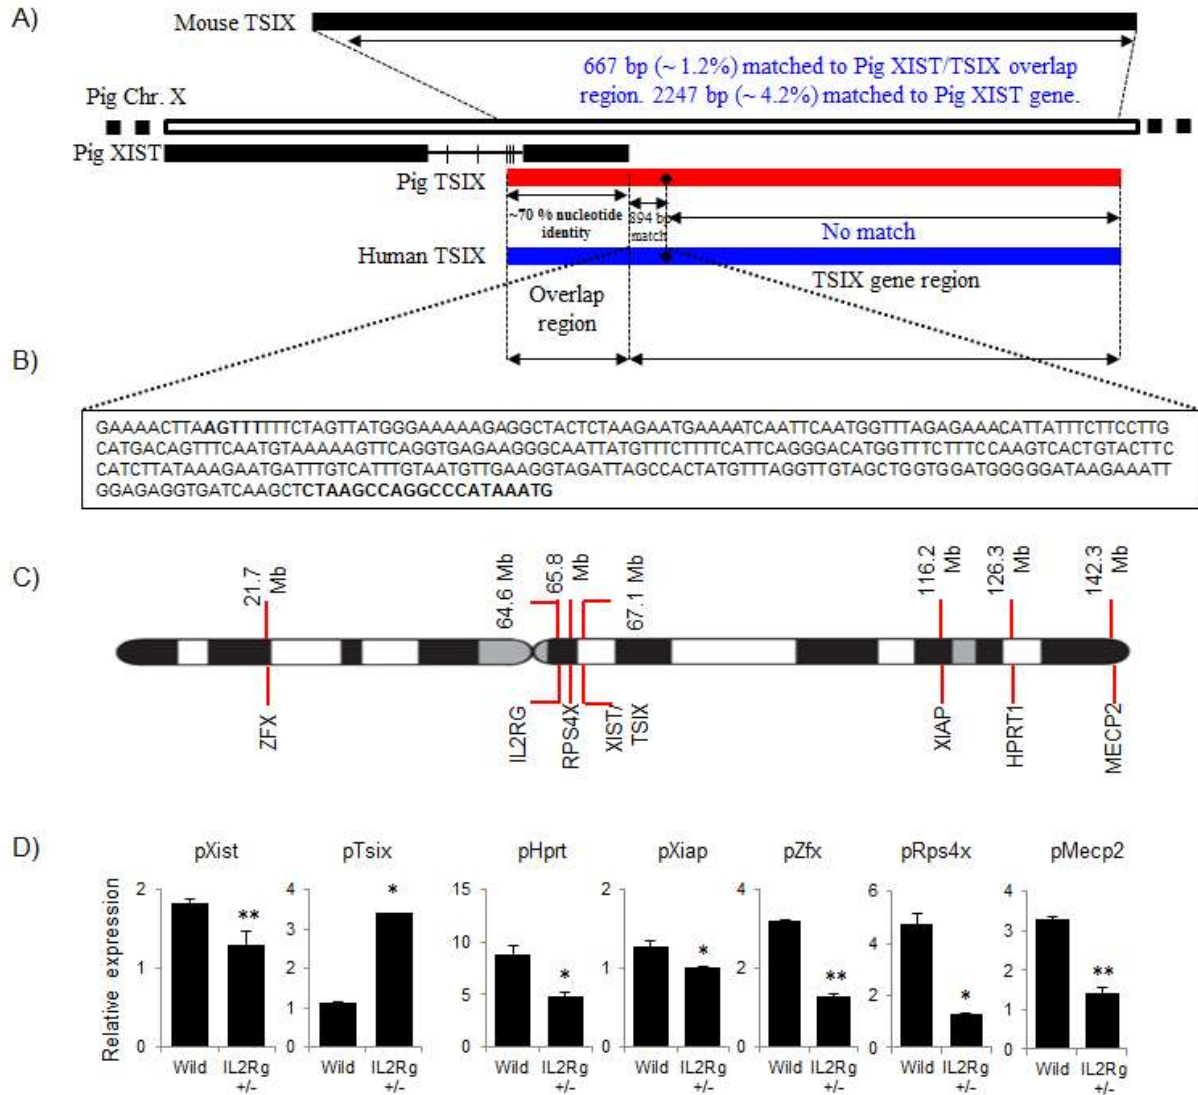 A)
Mouse TSIX
667 bp (~ 1.2%) matched to Pig XIST/TSIX overlap
region. 2247 bp (~ 4.2%) matched to Pig XIST gene.
Pig Chr. X
Pig XIST
Pig TSIX
~70 % nucleotide
identity
894 bp
match
No match
Human TSIX
TSIX gene region
Overlap
region
B)
GAAAACTTAAGTTTTTCTAGTTATGGGAAAAAGAGGCTACTCTAAGAATGAAAATCAATTCAATGGTTTAGAGAAACATTATTTCTTCCTTG
CATGACAGTTTCAATGTAAAAAGTTCAGGTGAGAAGGGCAATTATGTTTCTTTTCATTCAGGGACATGGTTTCTTTCCAAGTCACTGTACTTC
CATCTTATAAAGAATGATTTGTCATTTGTAATGTTGAAGGTAGATTAGCCACTATGTTTAGGTTGTAGCTGGTGGATGGGGGATAAGAAATT
GGAGAGGTGATCAAGCTCTAAGCCAGGCCCATAAATG
C)
21.7 Mb
64.6 Mb
65.8 Mb
67.1 Mb
116.2 Mb
126.3 Mb
142.3 Mb
ZFX
IL2RG
RPS4X
XIST/
TSIX
XIAP
HPRT1
MECP2
D)
pXist
pTsix
pHprt
pXiap
pZfx
pRps4x
pMecp2
Relative expression
2
1
0
**
Wild
IL2Rg
+/-
4
3
2
1
0
*
Wild
IL2Rg
+/-
15
10
5
0
*
Wild
IL2Rg
+/-
2
1
0
*
Wild
IL2Rg
+/-
4
2
0
**
Wild
IL2Rg
+/-
6
4
2
0
*
Wild
IL2Rg
+/-
4
3
2
1
0
**
Wild
IL2Rg
+/-